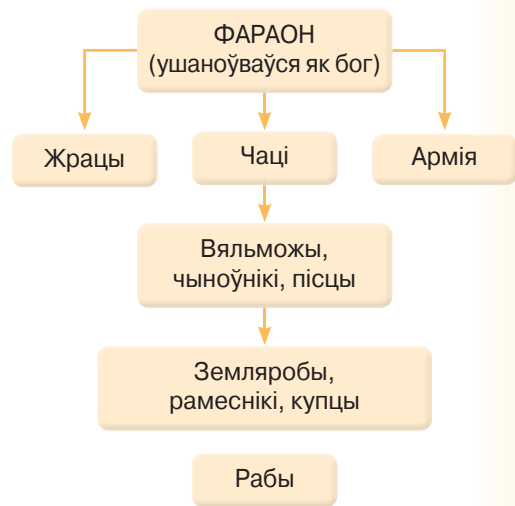 ФАРАОН
(ушаноўваўся як бог)
Жрацы
Чаці
Армія
Вяльможы,
чыноўнікі, пісцы
Земляробы,
рамеснікі, купцы
Рабы